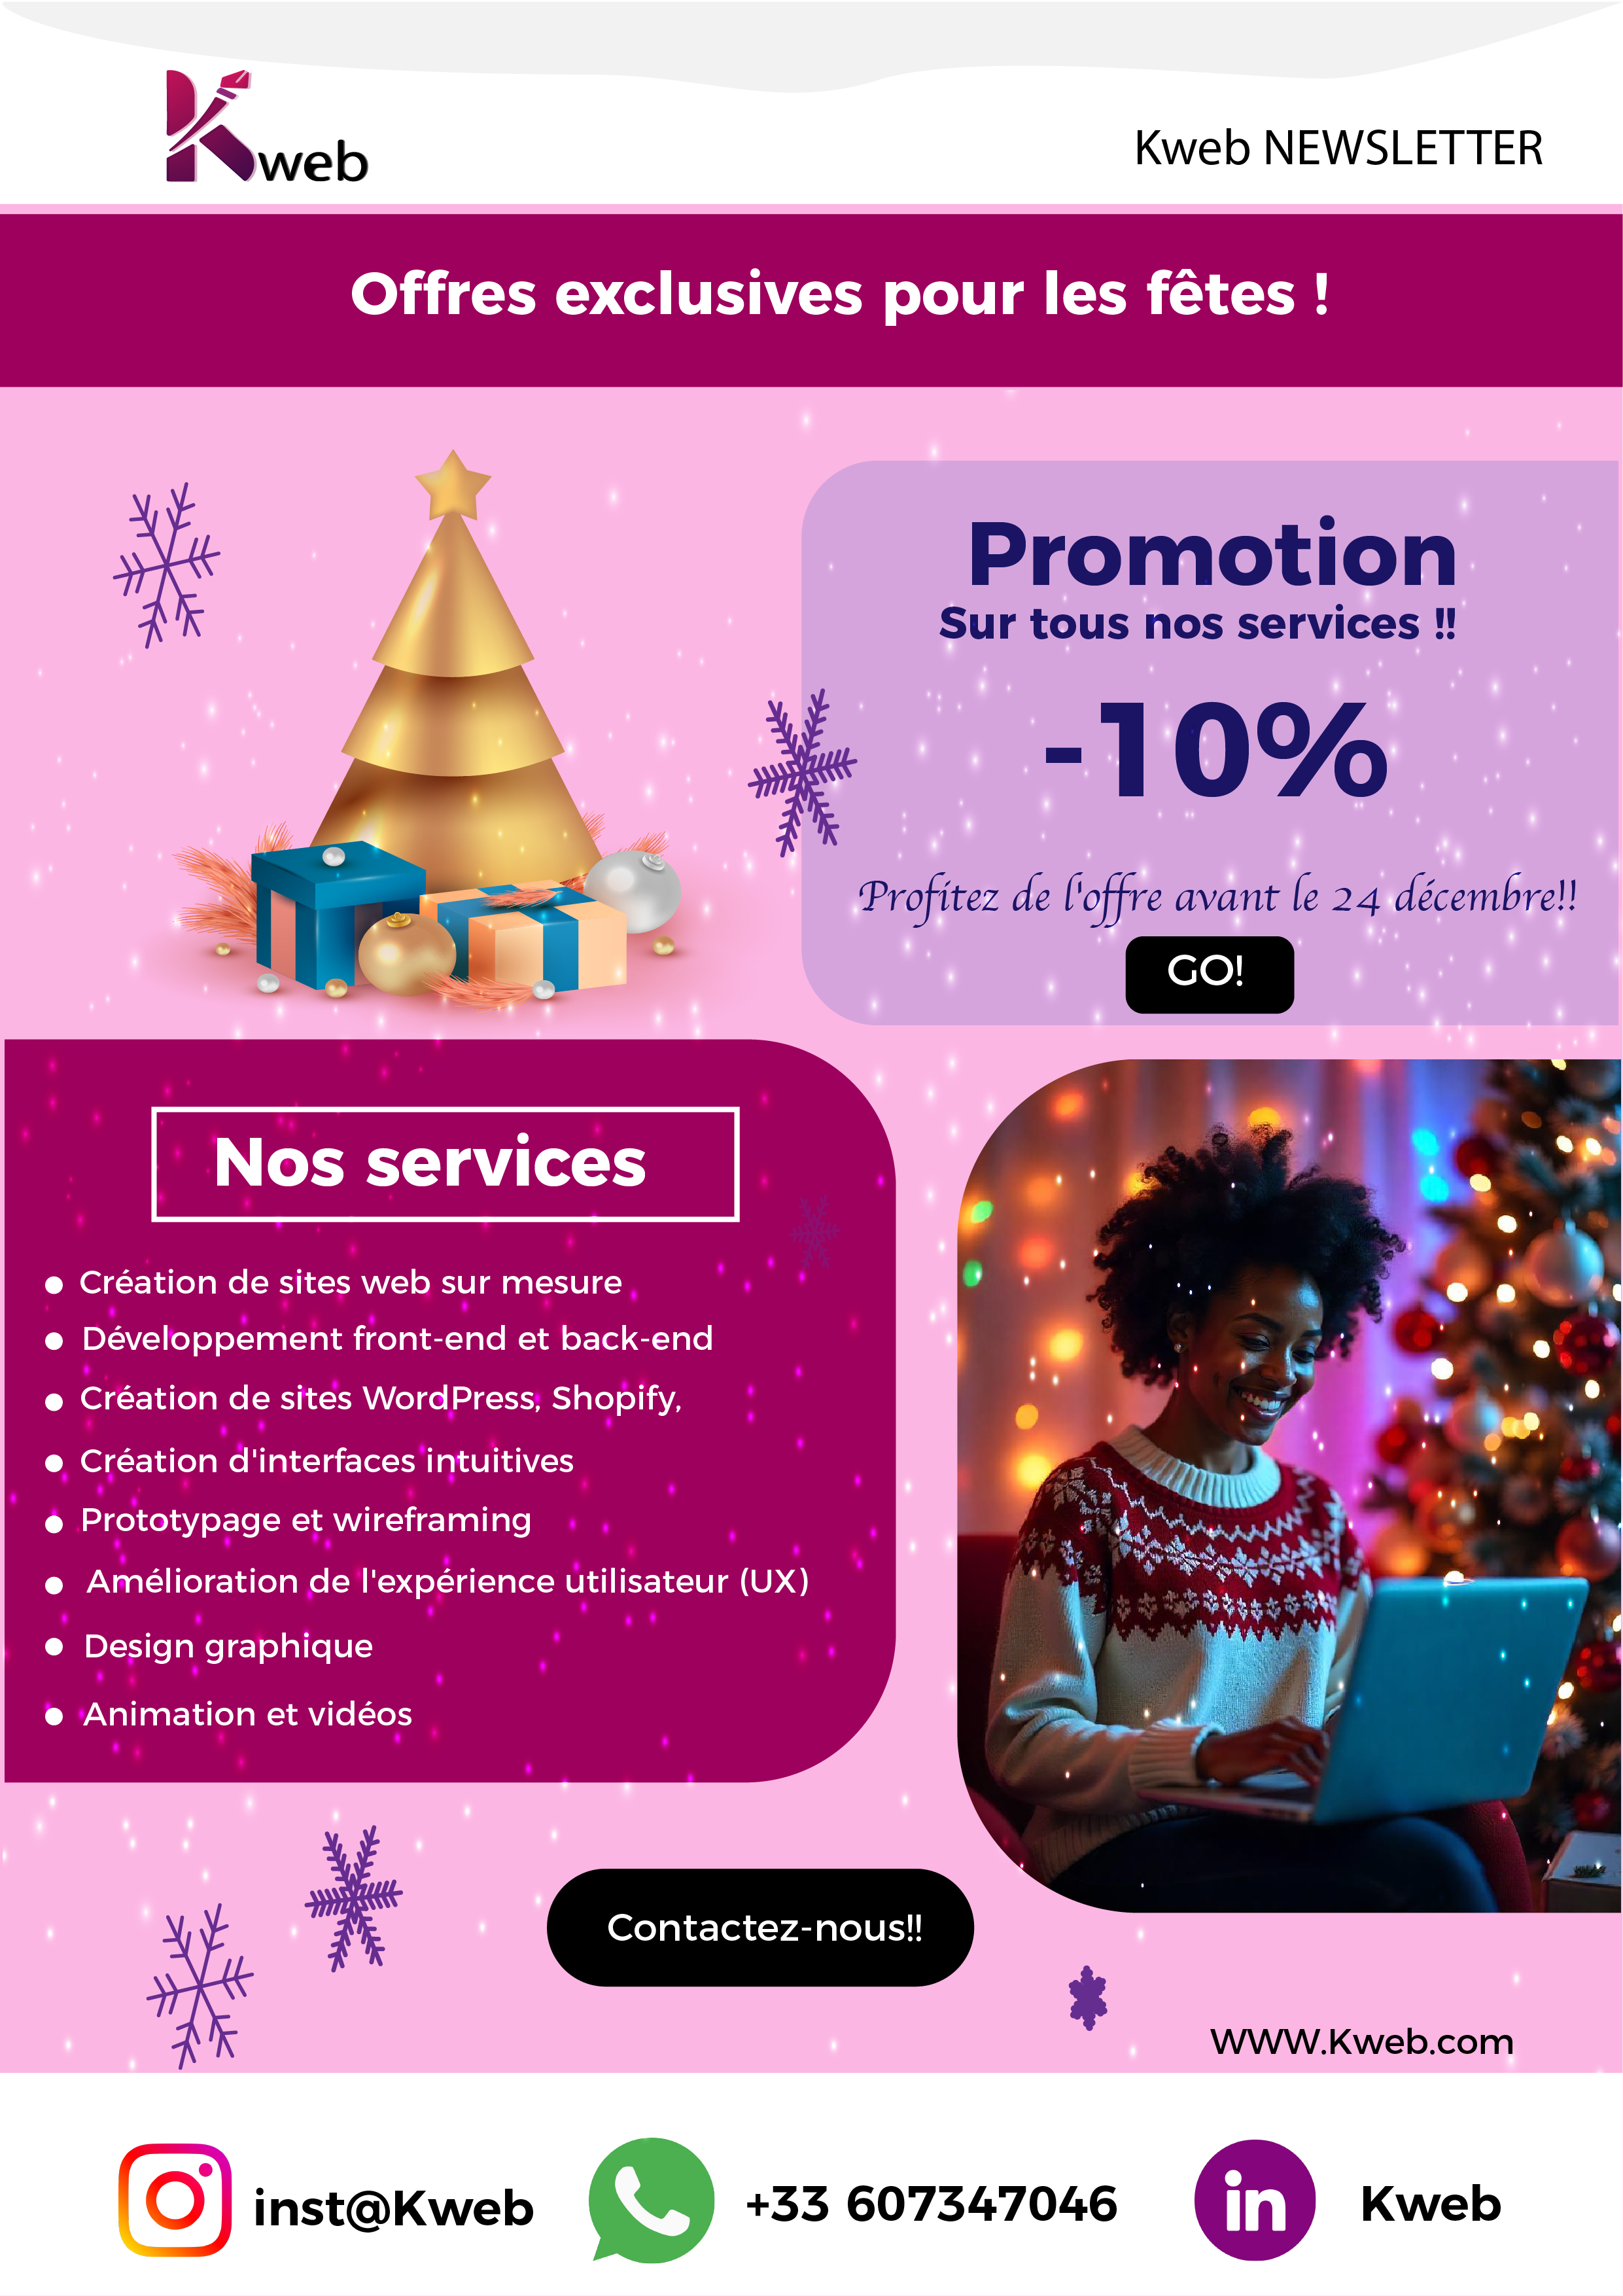 Kweb
Kweb NEWSLETTER
Offres exclusives pour les fêtes !
Promotion
Sur tous nos services !!
-10%
Profitez de l'offre avant le 24 décembre!!
GO!
Nos services
Création de sites web sur mesure
Développement front-end et back-end
Création de sites WordPress, Shopify,
Création d'interfaces intuitives
Prototypage et wireframing
Amélioration de l'expérience utilisateur (UX)
Design graphique
Animation et vidéos
Contactez-nous!!
WWW.Kweb.com
inst@Kweb
+33 607347046
in
Kweb